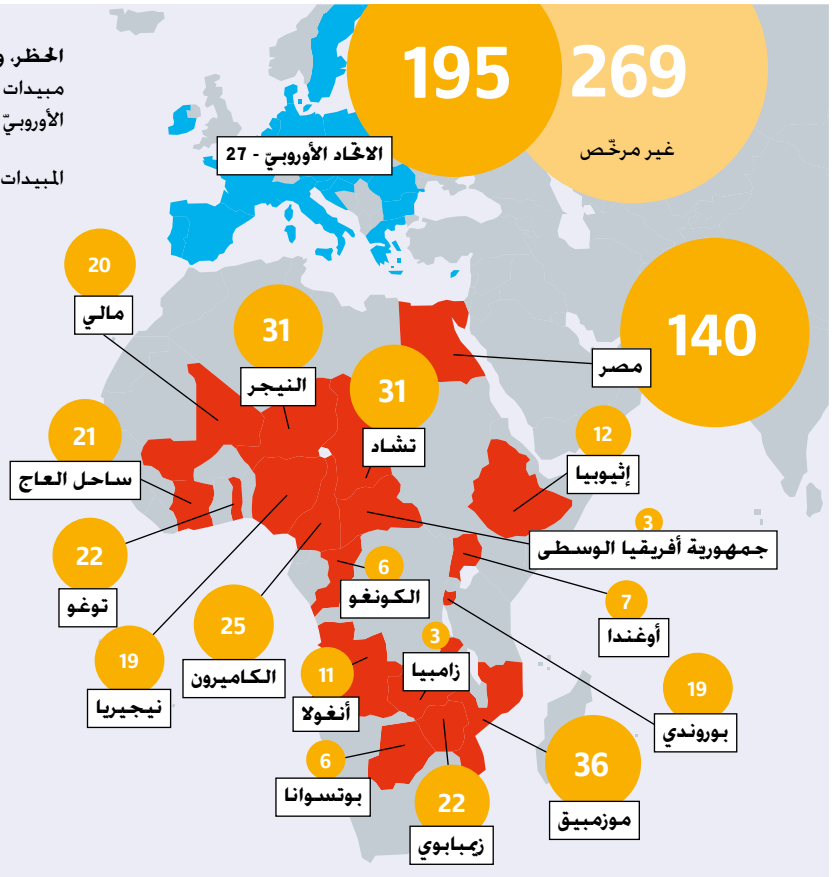 الحظر، و
مبيدات
الأوروبيّ
المبيدات
195
269
غير مرخّص
الاتحاد الأوروبيّ - 27
20
مالي
31
النيجر
31
تشاد
140
مصر
21
ساحل العاج
12
إثيوبيا
3
جمهورية أفريقيا الوسطى
22
توغو
6
الكونغو
7
أوغندا
25
الكاميرون
19
نيجيريا
3
زامبيا
11
أنغولا
19
بوروندي
6
بوتسوانا
36
موزمبيق
22
زيمبابوي